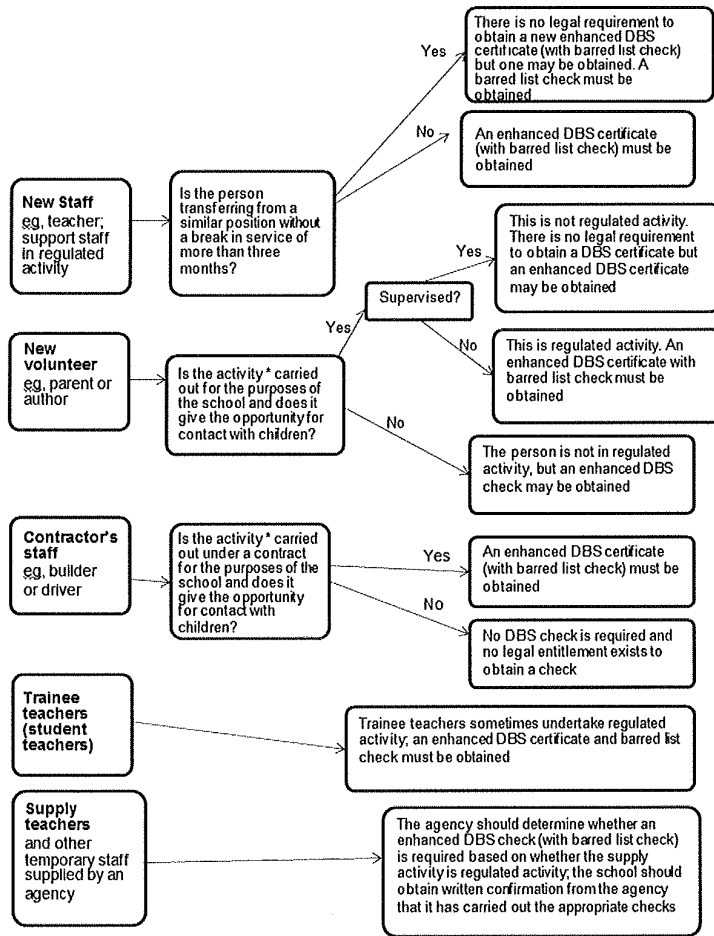 There is no legal requirement to
obtain a new enhanced DBS
certificate (with barred list check)
but one may be obtained. A
barred list check must be
obtained
Yes
No
An enhanced DBS certificate
(with barred list check) must be
obtained
New Staff
eg, teacher;
support staff
in regulated
activity
Is the person
transferring from a
similar position without
a break in service of
more than three
months?
This is not regulated activity.
There is no legal requirement
to obtain a DBS certificate but
an enhanced DBS certificate
may be obtained
Yes
Supervised?
Yes
No
This is regulated activity. An
enhanced DBS certificate with
barred list check must be
obtained
New
volunteer
eg, parent or
author
Is the activity * carried
out for the purposes of
the school and does it
give the opportunity for
contact with children?
No
The person is not in regulated
activity, but an enhanced DBS
check may be obtained
Contractor's
staff
eg, builder
or driver
Is the activity * carried
out under a contract
for the purposes of the
school and does it
give the opportunity
for contact with
children?
Yes
An enhanced DBS certificate
(with barred list check) must be
obtained
No
No DBS check is required and
no legal entitlement exists to
obtain a check
Trainee
teachers
(student
teachers)
Trainee teachers sometimes undertake regulated
activity; an enhanced DBS certificate and barred list
check must be obtained
Supply
teachers
and other
temporary staff
supplied by an
agency
The agency should determine whether an
enhanced DBS check (with barred list check)
is required based on whether the supply
activity is regulated activity; the school should
obtain written confirmation from the agency
that it has carried out the appropriate checks